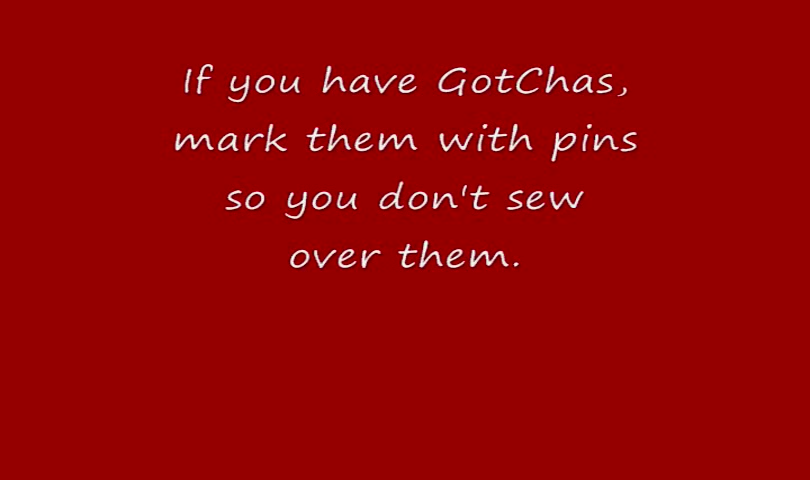 If you have GotChas,
mark them with pins
so you don't sew
over them.